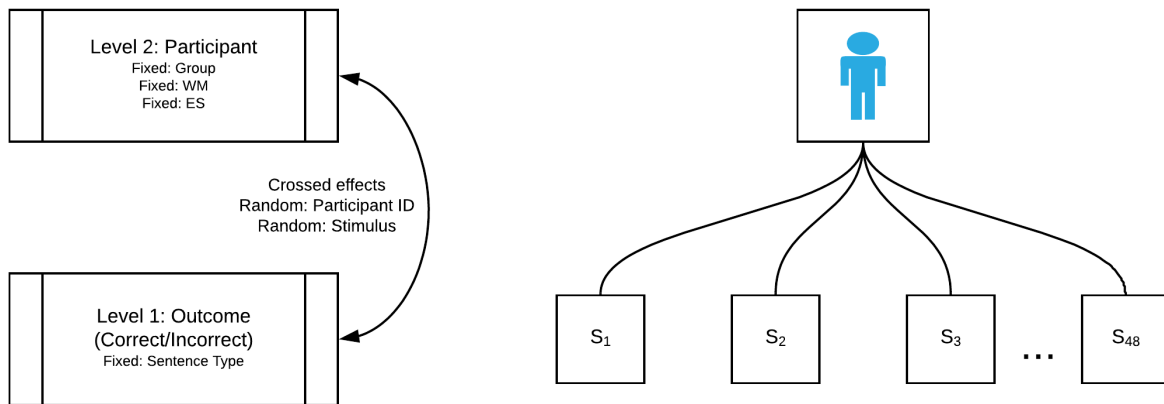 Level 2: Participant
Fixed: Group
Fixed: WM
Fixed: ES
Crossed effects
Random: Participant ID
Random: Stimulus
Level 1: Outcome
(Correct/Incorrect)
Fixed: Sentence Type
S₁ S₂ S₃ ... S₄₈